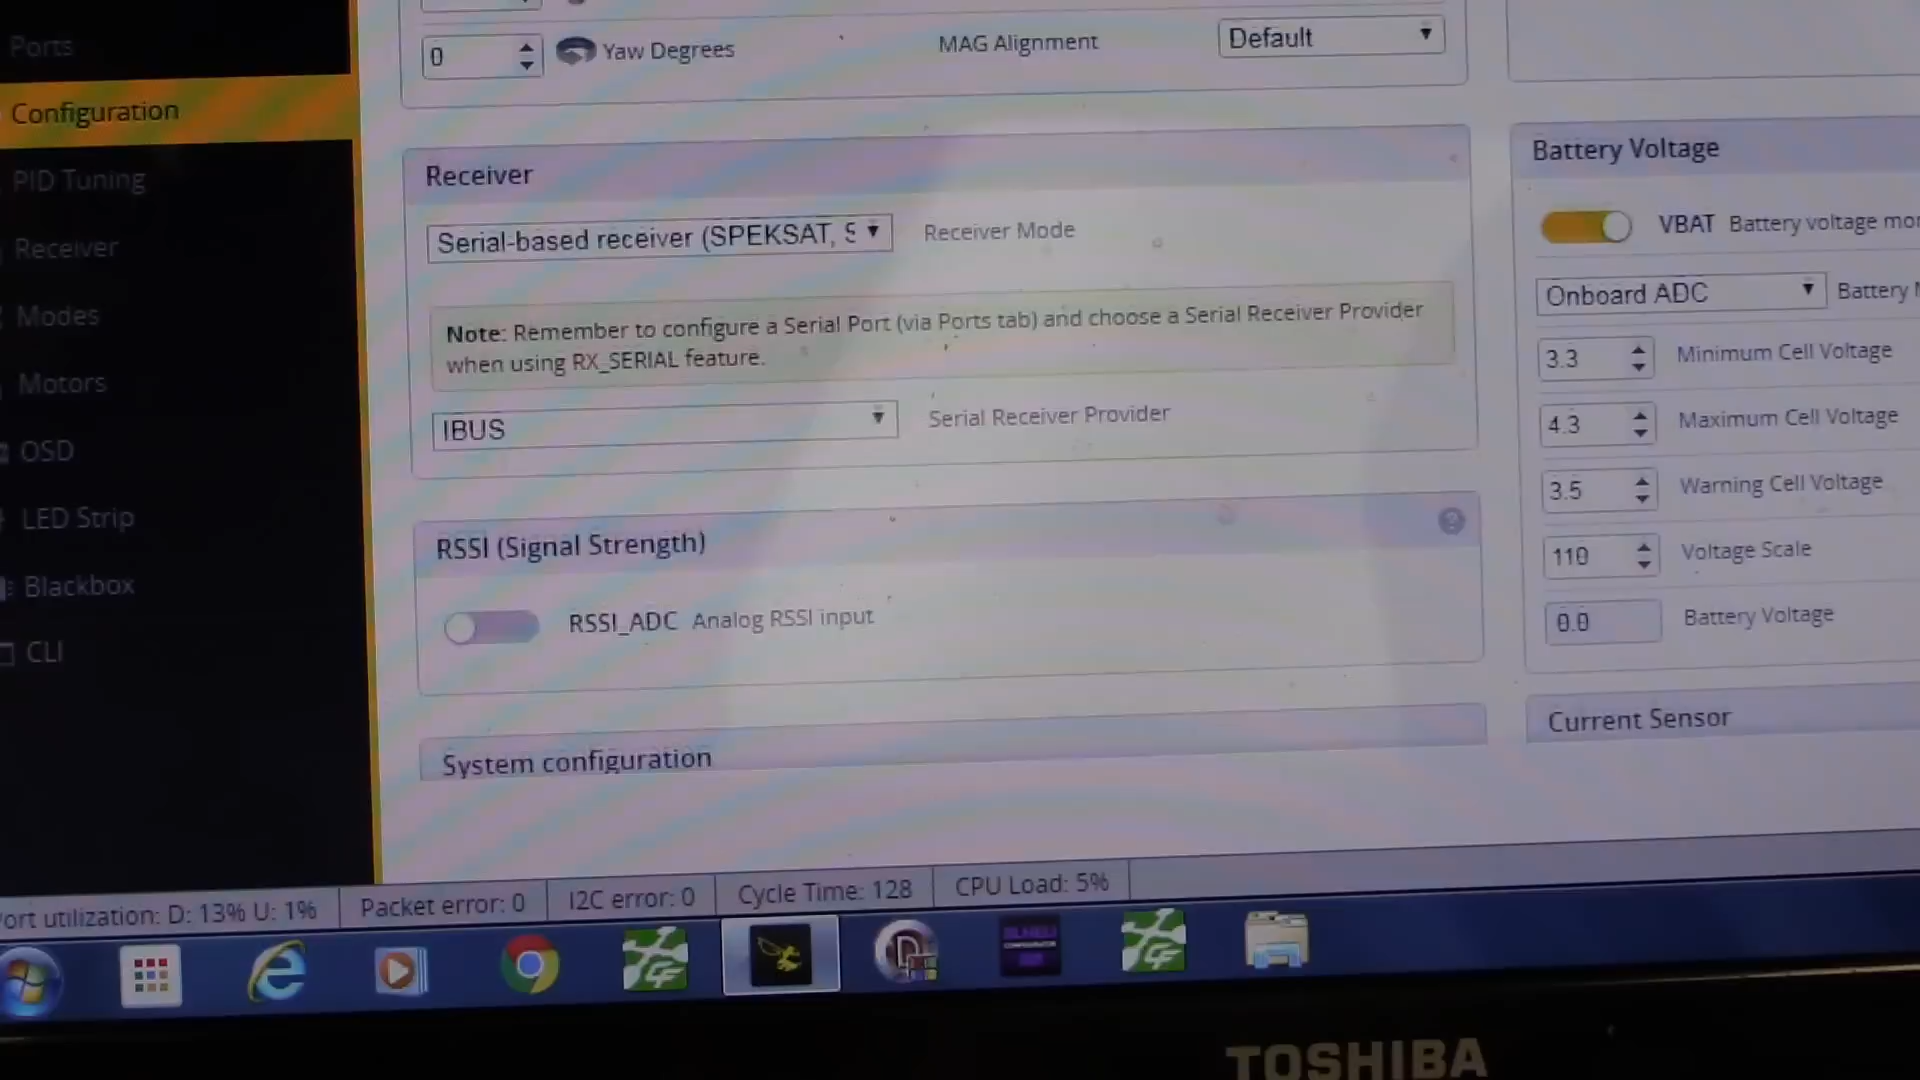 Ports
Configuration
PID Tuning
Receiver
Modes
Motors
OSD
LED Strip
Blackbox
CLI
0
Yaw Degrees
MAG Alignment
Default
Receiver
Serial-based receiver (SPEKSAT, S
Receiver Mode
Note: Remember to configure a Serial Port (via Ports tab) and choose a Serial Receiver Provider
when using RX_SERIAL feature.
IBUS
Serial Receiver Provider
RSSI (Signal Strength)
RSSI_ADC Analog RSSI input
System configuration
Battery Voltage
VBAT Battery voltage mon
Onboard ADC
Battery M
3.3 Minimum Cell Voltage
4.3 Maximum Cell Voltage
3.5 Warning Cell Voltage
110 Voltage Scale
0.0 Battery Voltage
Current Sensor
ort utilization: D: 13% U: 1%
Packet error: 0
I2C error: 0
Cycle Time: 128
CPU Load: 5%
CF
CF
TOSHIBA